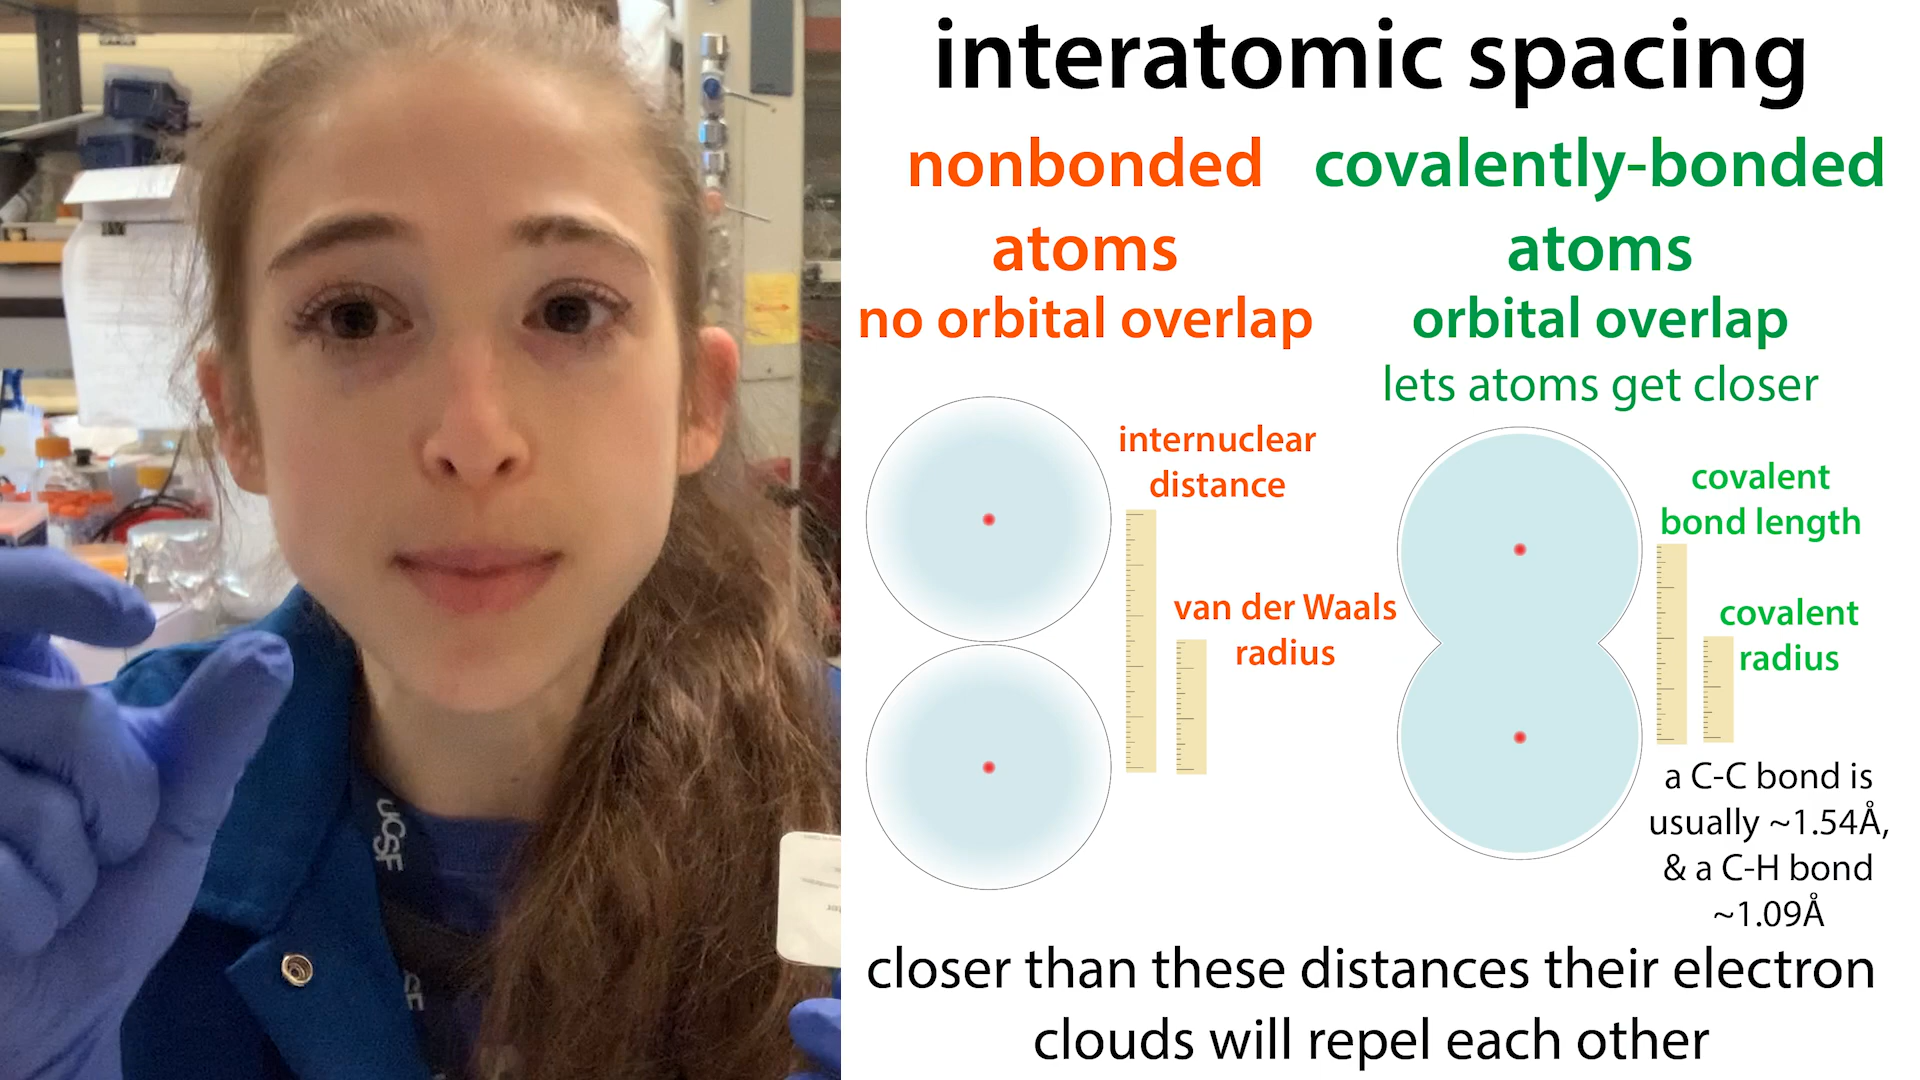 interatomic spacing
nonbonded
atoms
no orbital overlap
covalently-bonded
atoms
orbital overlap
lets atoms get closer
internuclear
distance
van der Waals
radius
covalent
bond length
covalent
radius
a C-C bond is
usually ~1.54Å,
& a C-H bond
~1.09Å
closer than these distances their electron
clouds will repel each other
UCSF